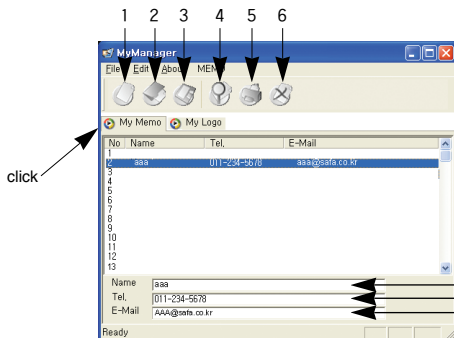 1 2 3 4 5 6
MyManager
File Edit About MEMO
My Memo My Logo
click
No Name Tel, E-Mail
1
2 aaa 011-234-5678 aaa@safa.co.kr
3
4
5
6
7
8
9
10
11
12
13
Name aaa
Tel, 011-234-5678
E-Mail AAA@safa.co.kr
Ready